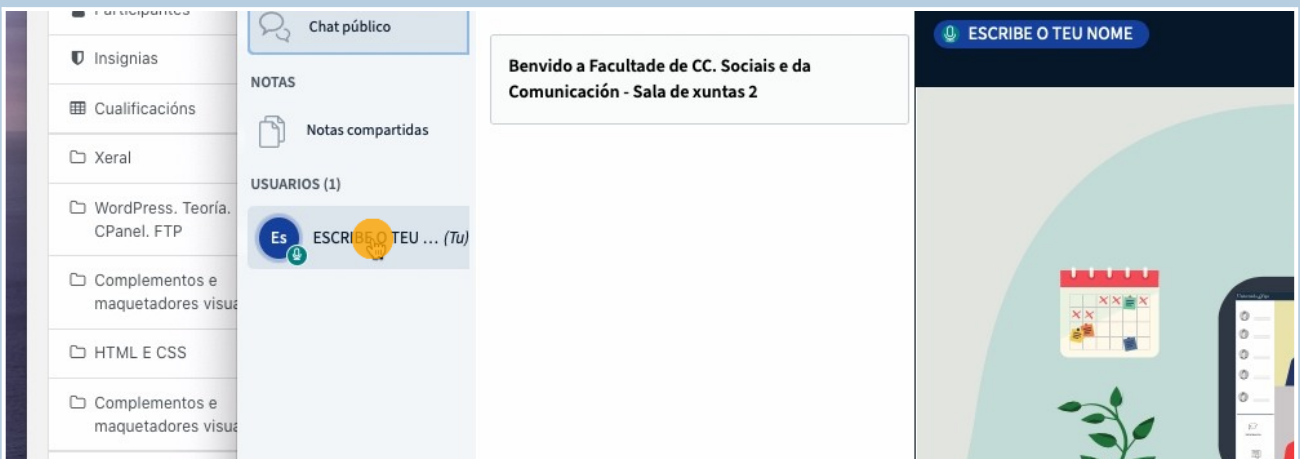 Participantes
Insignias
Cualificacións
Xeral
WordPress. Teoría.
CPanel. FTP
Complementos e
maquetadores visua
HTML E CSS
Complementos e
maquetadores visua
Chat público
NOTAS
Notas compartidas
USUARIOS (1)
Es
ESCRIBE O TEU ... (Tu)
Benvido a Facultade de CC. Sociais e da
Comunicación - Sala de xuntas 2
ESCRIBE O TEU NOME